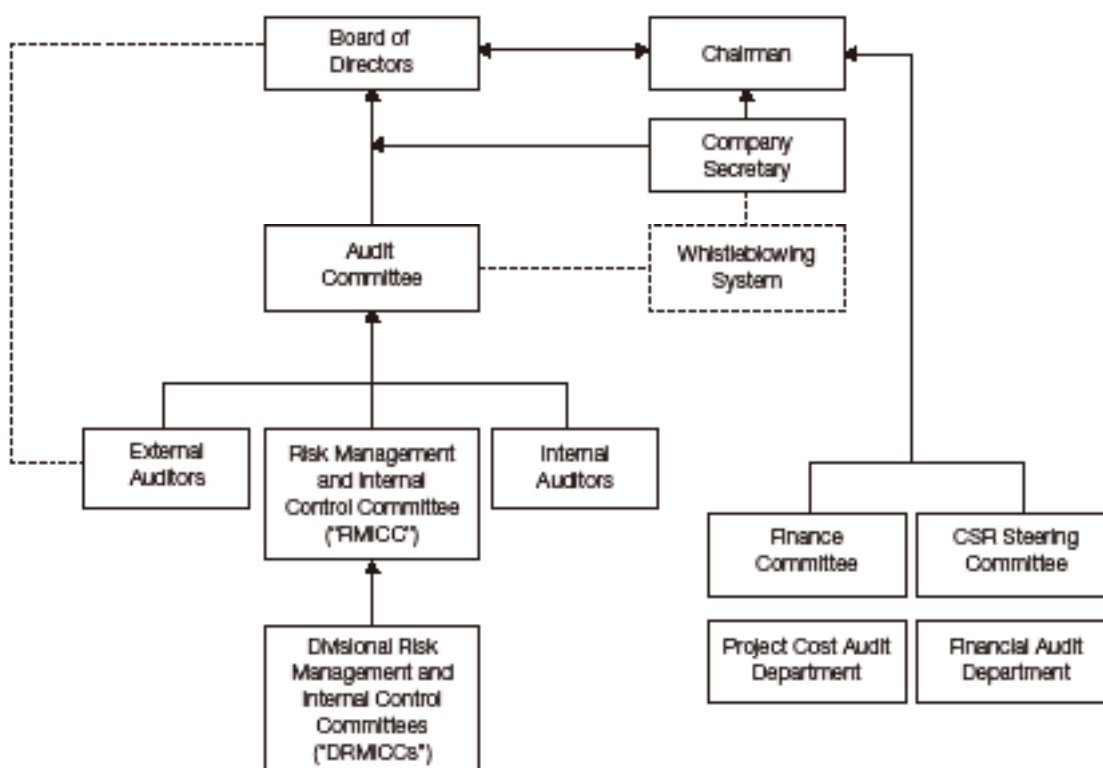 Board of
Directors
Chairman
Company
Secretary
Audit
Committee
Whistleblowing
System
External
Auditors
Risk Management
and Internal
Control Committee
("RMICC")
Internal
Auditors
Finance
Committee
CSR Steering
Committee
Divisional Risk
Management and
Internal Control
Committees
("DRMICCs")
Project Cost Audit
Department
Financial Audit
Department